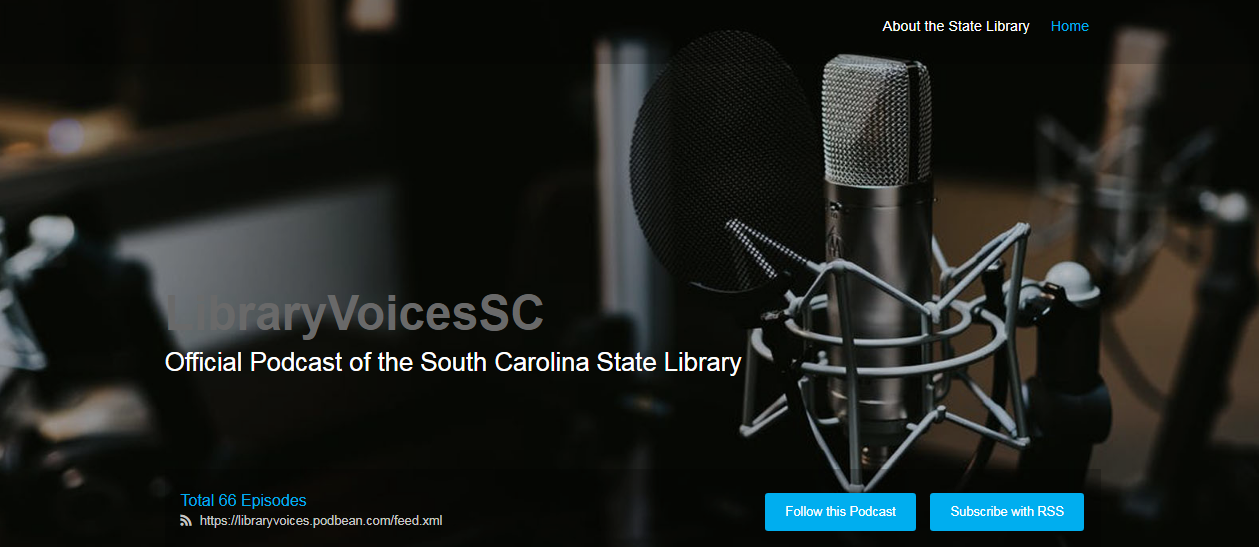 About the State Library Home
LibraryVoicesSC
Official Podcast of the South Carolina State Library
Total 66 Episodes
https://libraryvoices.podbean.com/feed.xml
Follow this Podcast Subscribe with RSS